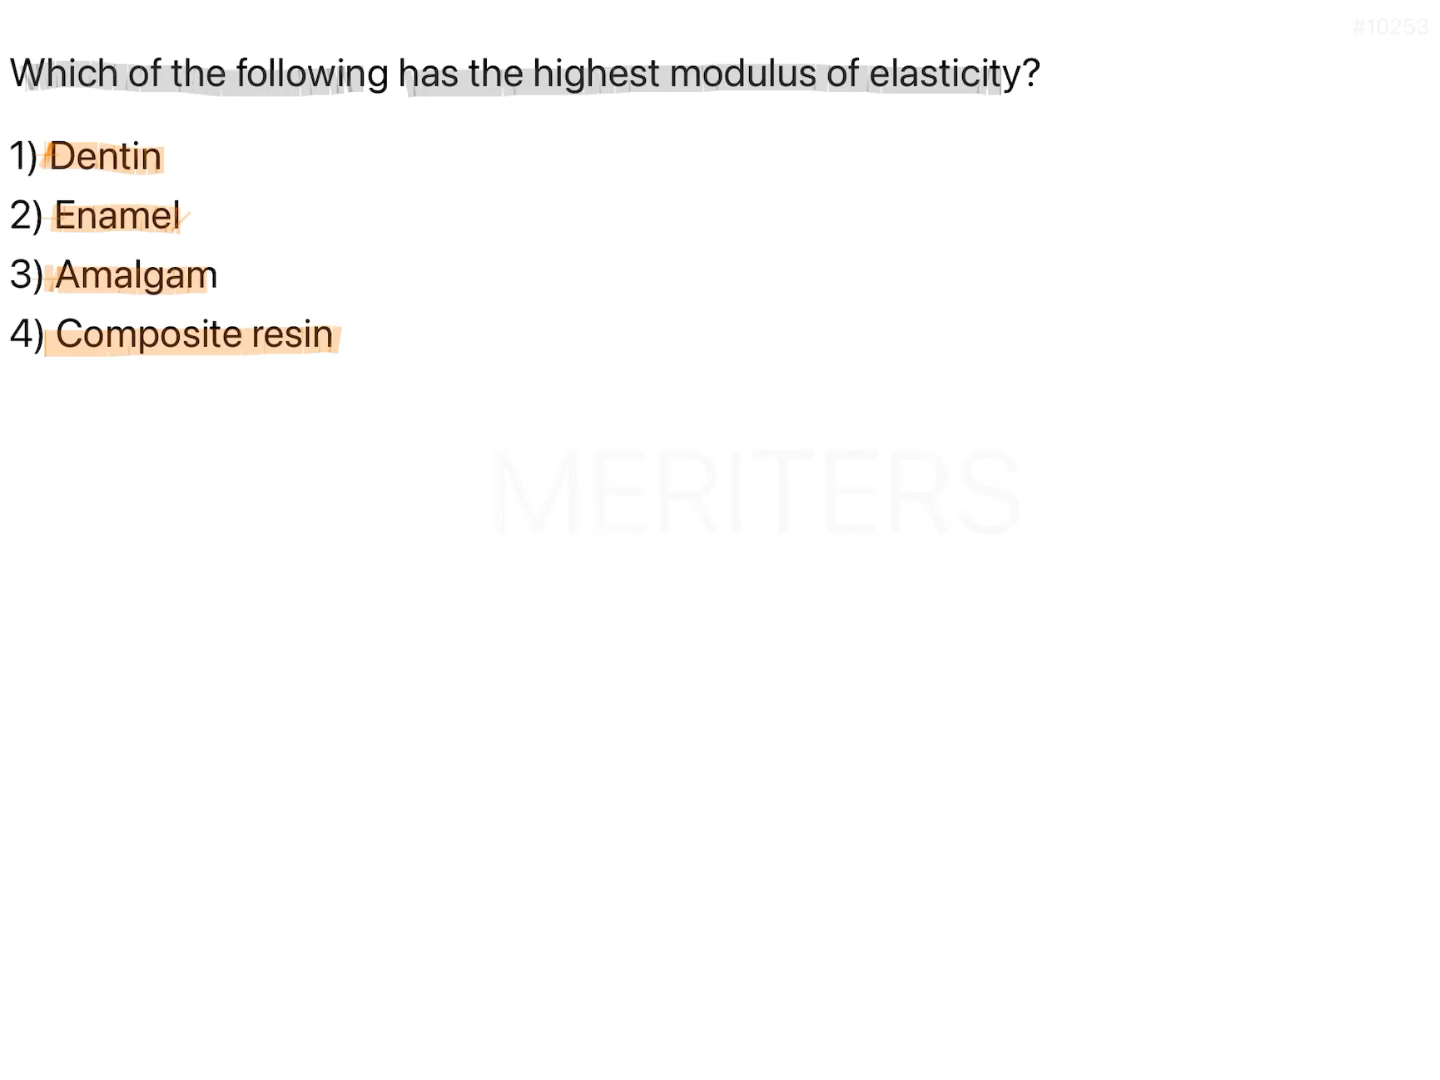 #10253
Which of the following has the highest modulus of elasticity?
1) Dentin
2) Enamel
3) Amalgam
4) Composite resin
MERITERS